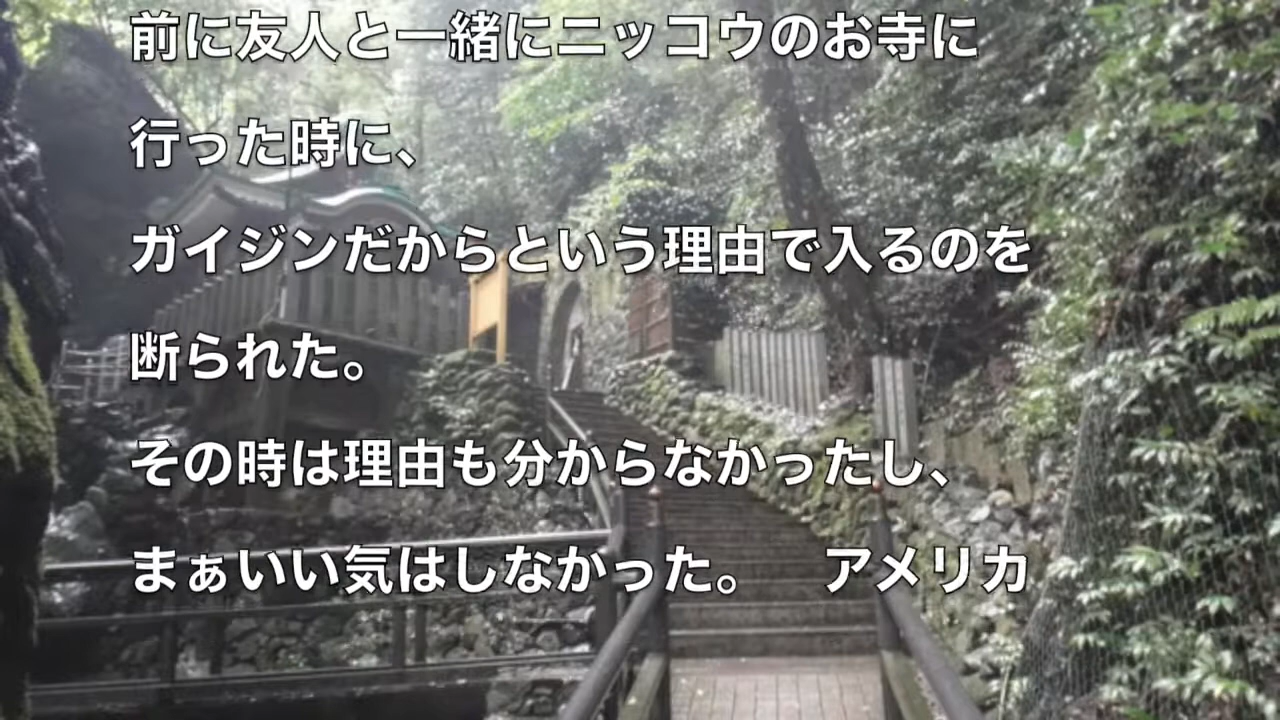 前に友人と一緒にニッコウのお寺に
行った時に、
ガイジンだからという理由で入るのを
断られた。
その時は理由も分からなかったし、
まぁいい気はしなかった。　アメリカ